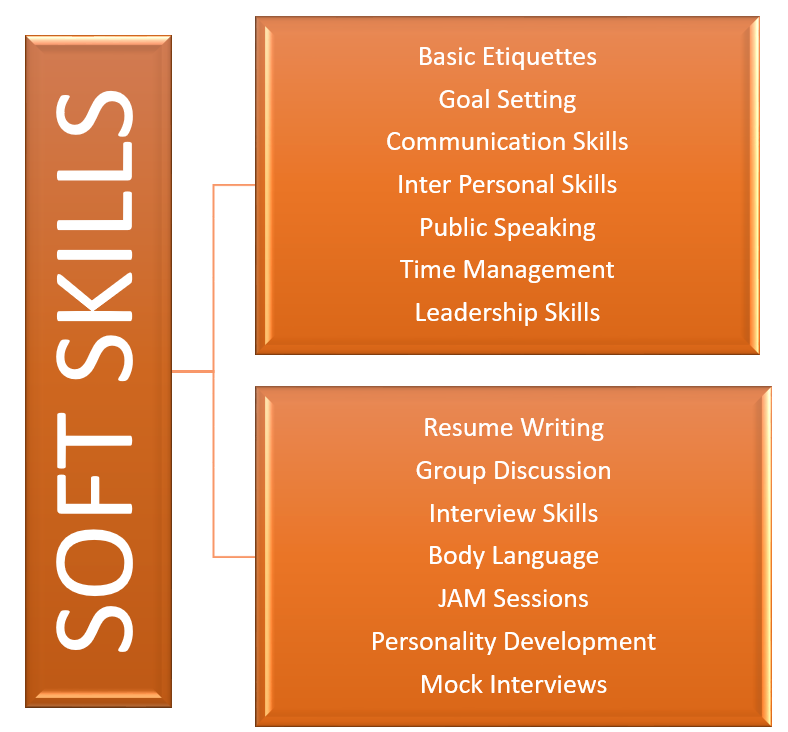 SOFT SKILLS
Basic Etiquettes
Goal Setting
Communication Skills
Inter Personal Skills
Public Speaking
Time Management
Leadership Skills
Resume Writing
Group Discussion
Interview Skills
Body Language
JAM Sessions
Personality Development
Mock Interviews